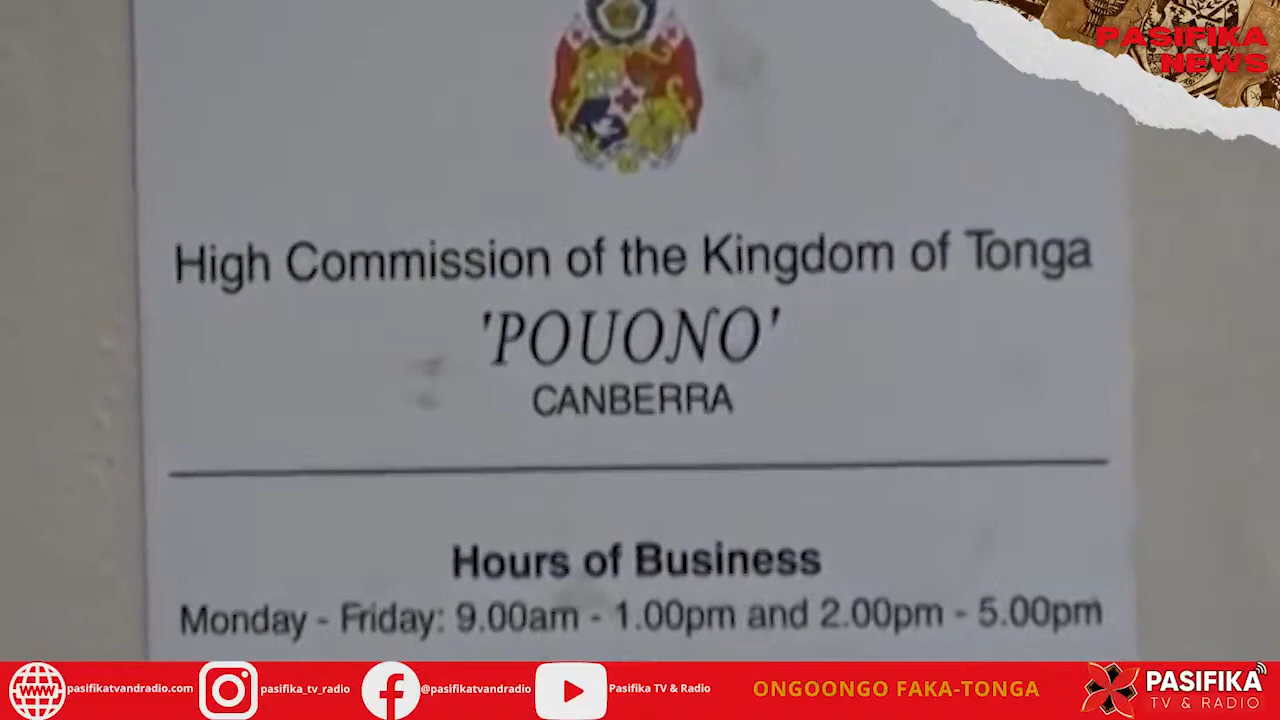 PASIFIKA
NEWS
High Commission of the Kingdom of Tonga
'POUONO'
CANBERRA
Hours of Business
Monday - Friday: 9.00am - 1.00pm and 2.00pm - 5.00pm
WWW pasifikatvandradio.com pasifika_tv_radio @pasifikatvandradio Pasifika TV & Radio ONGOONGO FAKA-TONGA PASIFIKA
TV & RADIO